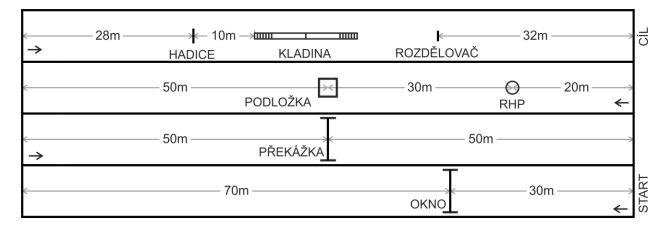 28m 10m 32m CÍL
HADICE KLADINA ROZDĚLOVAČ
50m 30m 20m
PODLOŽKA RHP
50m 50m
PŘEKÁŽKA
70m 30m START
OKNO